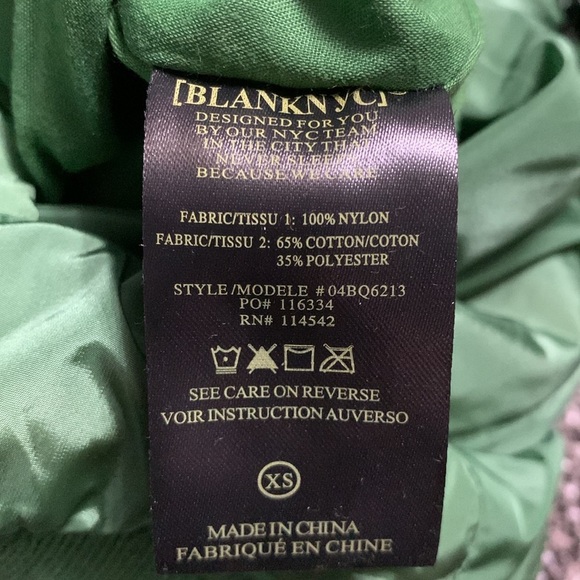 [BLANKNYC]
DESIGNED FOR YOU
BY OUR NYC TEAM
IN THE CITY THAT
NEVER SLEEPS
BECAUSE WE CARE
FABRIC/TISSU 1: 100% NYLON
FABRIC/TISSU 2: 65% COTTON/COTON
35% POLYESTER
STYLE/MODELE #04BQ6213
PO# 116334
RN# 114542
SEE CARE ON REVERSE
VOIR INSTRUCTION AUVERSO
XS
MADE IN CHINA
FABRIQUÉ EN CHINE